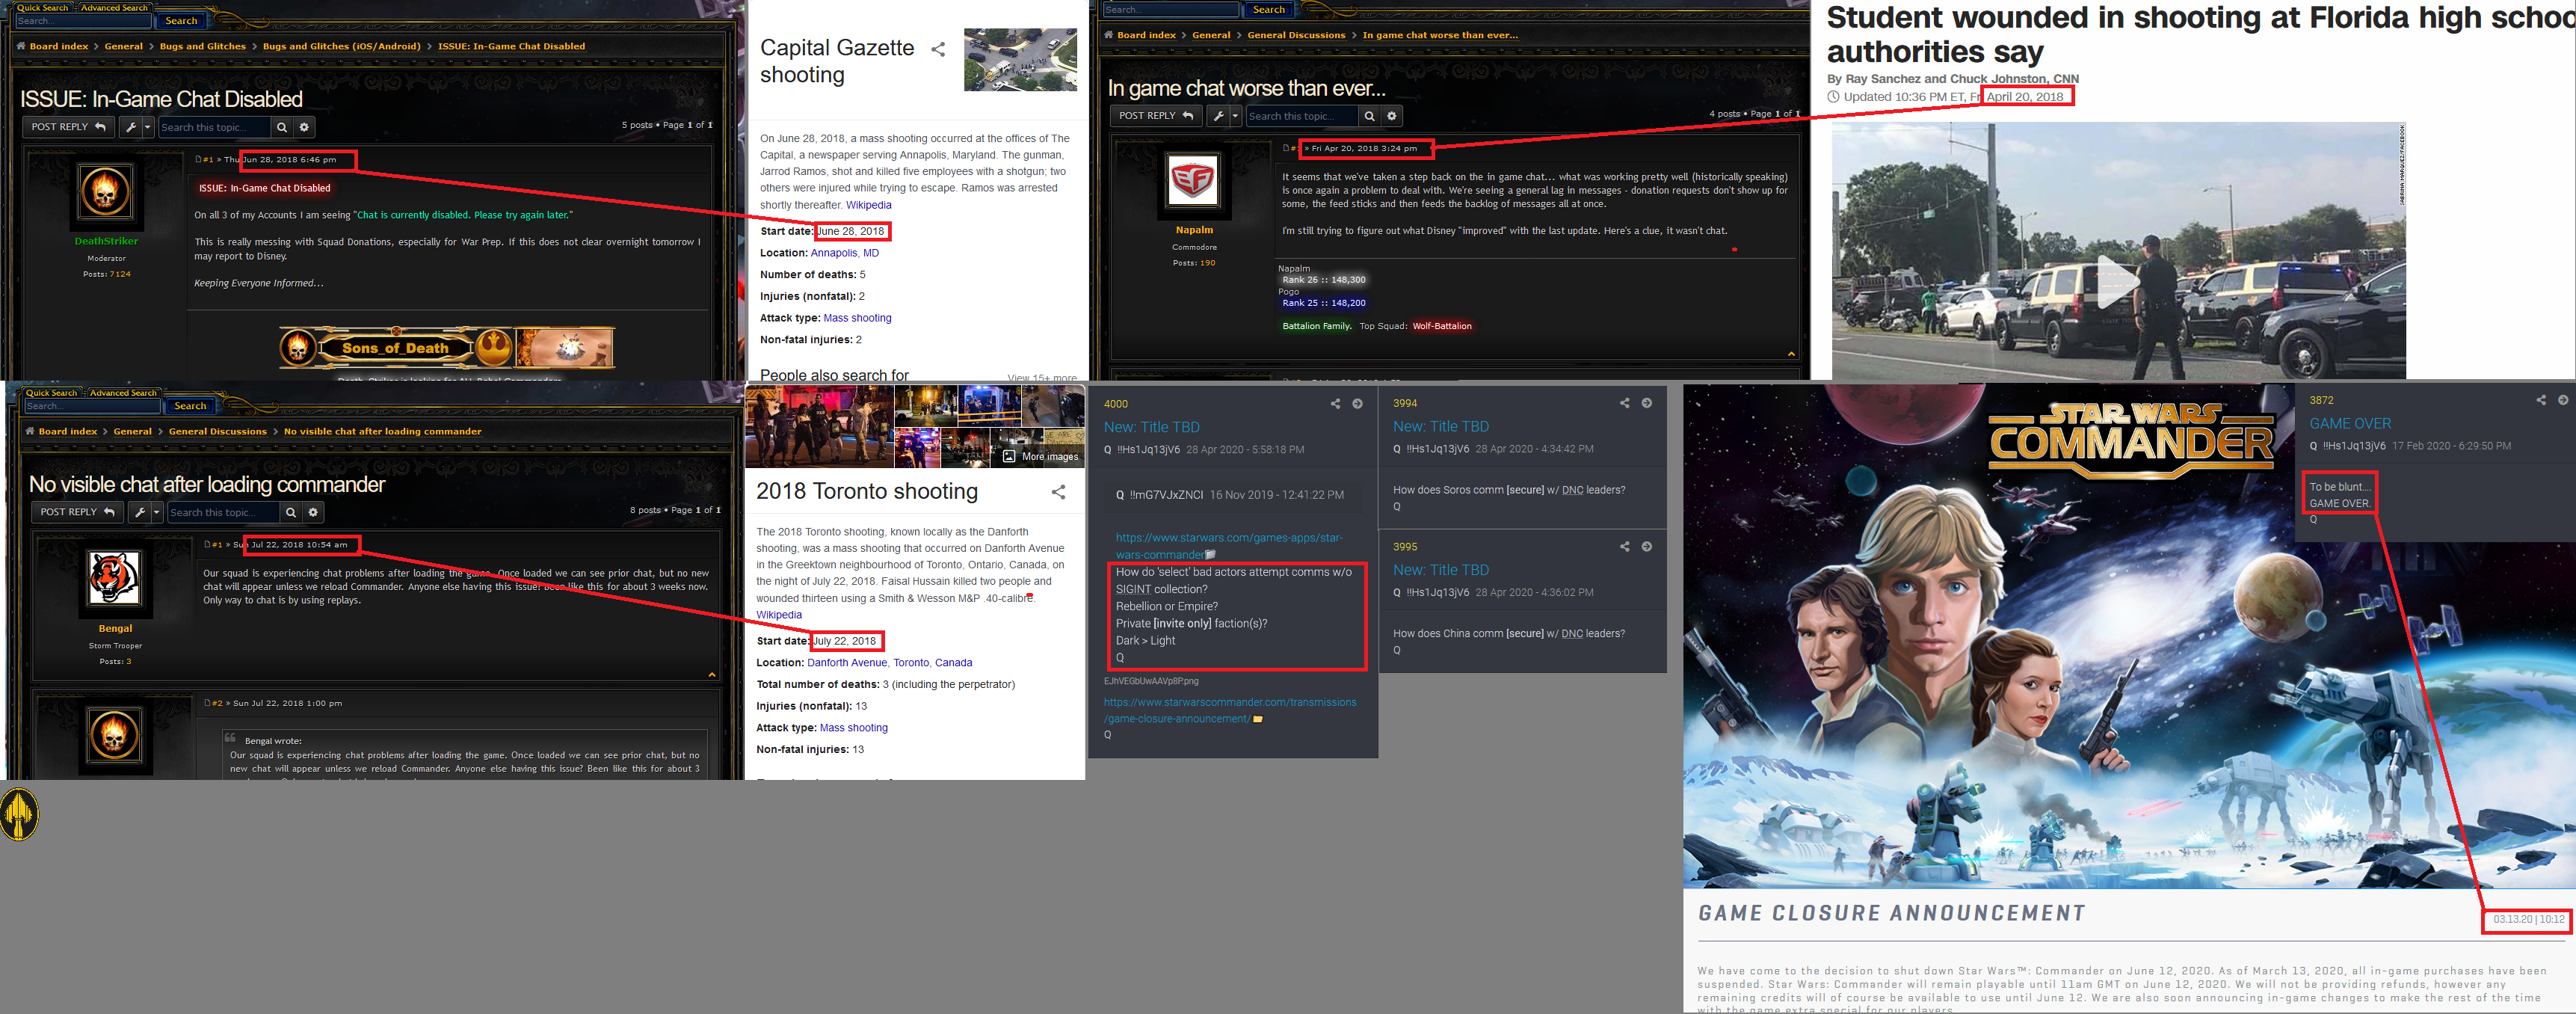 Quick Search Advanced Search
Search...
Search
Board index > General > Bugs and Glitches > Bugs and Glitches (iOS/Android) > ISSUE: In-Game Chat Disabled
ISSUE: In-Game Chat Disabled
POST REPLY
Search this topic...
5 posts • Page 1 of 1
#1 » Thu Jun 28, 2018 6:46 pm
DeathStriker
Moderator
Posts: 7124
ISSUE: In-Game Chat Disabled
On all 3 of my Accounts I am seeing "Chat is currently disabled. Please try again later."
This is really messing with Squad Donations, especially for War Prep. If this does not clear overnight tomorrow I
may report to Disney.
Keeping Everyone Informed...
Sons_of_Death
Capital Gazette
shooting
On June 28, 2018, a mass shooting occurred at the offices of The
Capital, a newspaper serving Annapolis, Maryland. The gunman,
Jarrod Ramos, shot and killed five employees with a shotgun; two
others were injured while trying to escape. Ramos was arrested
shortly thereafter. Wikipedia
Start date: June 28, 2018
Location: Annapolis, MD
Number of deaths: 5
Injuries (nonfatal): 2
Attack type: Mass shooting
Non-fatal injuries: 2
People also search for
View 15+ more
Search...
Search
Board index > General > General Discussions > In game chat worse than ever...
In game chat worse than ever...
POST REPLY
Search this topic...
4 posts • Page 1 of 1
» Fri Apr 20, 2018 3:24 pm
Napalm
Commodore
Posts: 190
It seems that we've taken a step back on the in game chat... what was working pretty well (historically speaking)
is once again a problem to deal with. We're seeing a general lag in messages - donation requests don't show up for
some, the feed sticks and then feeds the backlog of messages all at once.
I'm still trying to figure out what Disney "improved" with the last update. Here's a clue, it wasn't chat.
Napalm
Rank 26 :: 148,300
Pogo
Rank 25 :: 148,200
Battalion Family. Top Squad: Wolf-Battalion
Student wounded in shooting at Florida high schoo
authorities say
By Ray Sanchez and Chuck Johnston, CNN
Updated 10:36 PM ET, Fr April 20, 2018
SABRINA MARQUEZ/FACEBOOK
Quick Search Advanced Search
Search...
Search
Board index > General > General Discussions > No visible chat after loading commander
No visible chat after loading commander
POST REPLY
Search this topic...
8 posts • Page 1 of 1
#1 » Sun Jul 22, 2018 10:54 am
Bengal
Storm Trooper
Posts: 3
Our squad is experiencing chat problems after loading the game. Once loaded we can see prior chat, but no new
chat will appear unless we reload Commander. Anyone else having this issue? Been like this for about 3 weeks now.
Only way to chat is by using replays.
#2 » Sun Jul 22, 2018 1:00 pm
Bengal wrote:
Our squad is experiencing chat problems after loading the game. Once loaded we can see prior chat, but no
new chat will appear unless we reload Commander. Anyone else having this issue? Been like this for about 3
More images
2018 Toronto shooting
The 2018 Toronto shooting, known locally as the Danforth
shooting, was a mass shooting that occurred on Danforth Avenue
in the Greektown neighbourhood of Toronto, Ontario, Canada, on
the night of July 22, 2018. Faisal Hussain killed two people and
wounded thirteen using a Smith & Wesson M&P .40-calibre.
Wikipedia
Start date: July 22, 2018
Location: Danforth Avenue, Toronto, Canada
Total number of deaths: 3 (including the perpetrator)
Injuries (nonfatal): 13
Attack type: Mass shooting
Non-fatal injuries: 13
4000
New: Title TBD
Q !!Hs1Jq13jV6 28 Apr 2020 - 5:58:18 PM
Q !!mG7VJxZNCI 16 Nov 2019 - 12:41:22 PM
https://www.starwars.com/games-apps/star-
wars-commander
How do 'select' bad actors attempt comms w/o
SIGINT collection?
Rebellion or Empire?
Private [invite only] faction(s)?
Dark > Light
Q
EJhVEGbUwAAVp8P.png
https://www.starwarscommander.com/transmissions
/game-closure-announcement/
Q
3994
New: Title TBD
Q !!Hs1Jq13jV6 28 Apr 2020 - 4:34:42 PM
How does Soros comm [secure] w/ DNC leaders?
Q
3995
New: Title TBD
Q !!Hs1Jq13jV6 28 Apr 2020 - 4:36:02 PM
How does China comm [secure] w/ DNC leaders?
Q
STAR WARS
COMMANDER
3872
GAME OVER
Q !!Hs1Jq13jV6 17 Feb 2020 - 6:29:50 PM
To be blunt....
GAME OVER.
Q
GAME CLOSURE ANNOUNCEMENT
03.13.20 | 10:12
We have come to the decision to shut down Star Wars™: Commander on June 12, 2020. As of March 13, 2020, all in-game purchases have been
suspended. Star Wars: Commander will remain playable until 11am GMT on June 12, 2020. We will not be providing refunds, however any
remaining credits will of course be available to use until June 12. We are also soon announcing in-game changes to make the rest of the time
with the game extra special for our players.